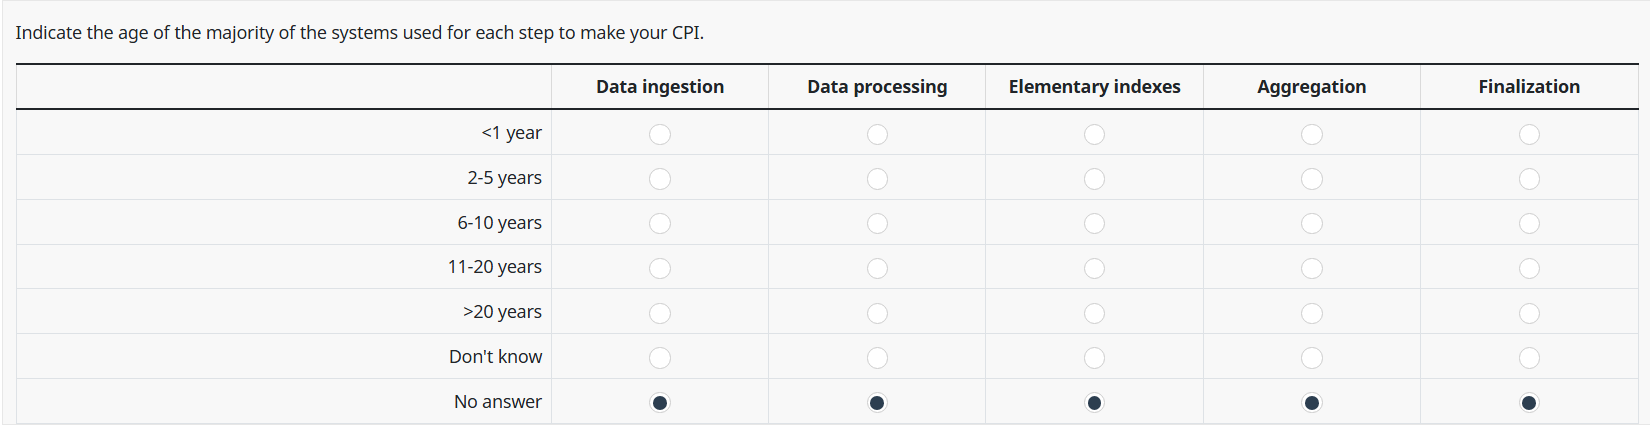 Indicate the age of the majority of the systems used for each step to make your CPI.
Data ingestion Data processing Elementary indexes Aggregation Finalization
<1 year
2-5 years
6-10 years
11-20 years
>20 years
Don't know
No answer